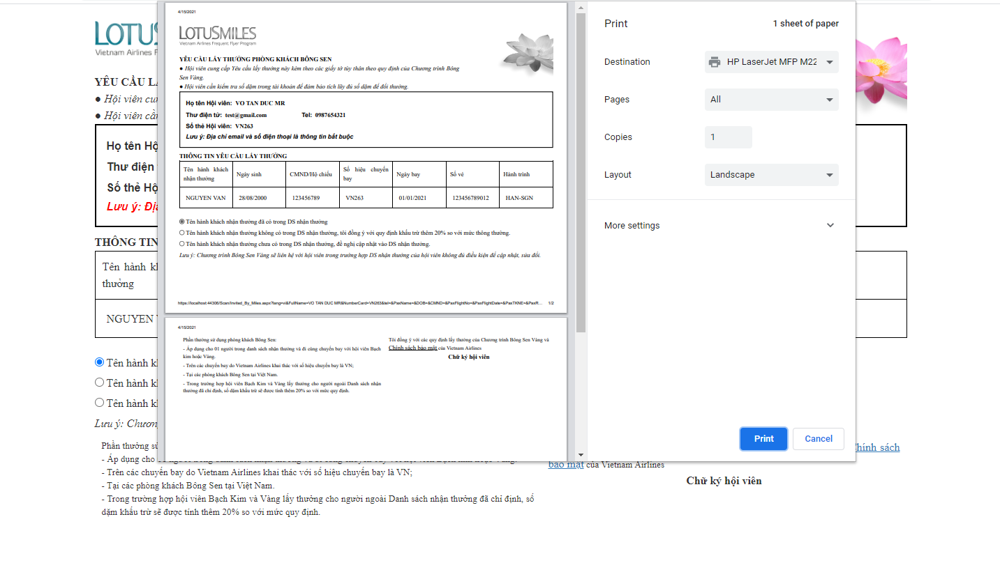 LOTUS
Vietnam Airlines F
YÊU CẦU LẤ
● Hội viên cun
● Hội viên cần
Họ tên Hộ
Thư điện
Số thẻ Hộ
Lưu ý: Địa
THÔNG TIN
Tên hành kh
thưởng
NGUYEN
Tên hành kh
Tên hành kh
Tên hành kh
Lưu ý: Chương
Phần thưởng sử
- Áp dụng cho
- Trên các chuyến bay do Vietnam Airlines khai thác với số hiệu chuyến bay là VN;
- Tại các phòng khách Bông Sen tại Việt Nam.
- Trong trường hợp hội viên Bạch Kim và Vàng lấy thưởng cho người ngoài Danh sách nhận thưởng đã chỉ định, số
dặm khấu trừ sẽ được tính thêm 20% so với mức quy định.
Chính sách
bảo mật của Vietnam Airlines
Chữ ký hội viên
4/15/2021
LOTUSMILES
Vietnam Airlines Frequent Flyer Program
YÊU CẦU LẤY THƯỞNG PHÒNG KHÁCH BÔNG SEN
● Hội viên cung cấp Yêu cầu lấy thưởng này kèm theo các giấy tờ tùy thân theo quy định của Chương trình Bông
Sen Vàng.
● Hội viên cần kiểm tra số dặm trong tài khoản để đảm bảo tích lũy đủ số dặm để đổi thưởng.
Họ tên Hội viên: VO TAN DUC MR
Thư điện tử: test@gmail.com Tel: 0987654321
Số thẻ Hội viên: VN263
Lưu ý: Địa chỉ email và số điện thoại là thông tin bắt buộc
THÔNG TIN YÊU CẦU LẤY THƯỞNG
Tên hành khách nhận thưởng Ngày sinh CMND/Hộ chiếu Số hiệu chuyến bay Ngày bay Số vé Hành trình
NGUYEN VAN 28/08/2000 123456789 VN263 01/01/2021 123456789012 HAN-SGN
Tên hành khách nhận thưởng đã có trong DS nhận thưởng
Tên hành khách nhận thưởng không có trong DS nhận thưởng, tôi đồng ý với quy định khấu trừ thêm 20% so với mức thông thường.
Tên hành khách nhận thưởng chưa có trong DS nhận thưởng, đề nghị cập nhật vào DS nhận thưởng.
Lưu ý: Chương trình Bông Sen Vàng sẽ liên hệ với hội viên trong trường hợp DS nhận thưởng của hội viên không đủ điều kiện để cập nhật, sửa đổi.
https://localhost:44306/Scan/Invited_By_Miles.aspx?lang=vi&FullName=VO TAN DUC MR&NumberCard=VN263&tel=&PaxName=&DOB=&CMND=&PaxFlightNo=&PaxFlightDate=&PaxTKNE=&PaxR... 1/2
4/15/2021
Phần thưởng sử dụng phòng khách Bông Sen:
- Áp dụng cho 01 người trong danh sách nhận thưởng và đi cùng chuyến bay với hội viên Bạch
kim hoặc Vàng.
- Trên các chuyến bay do Vietnam Airlines khai thác với số hiệu chuyến bay là VN;
- Tại các phòng khách Bông Sen tại Việt Nam.
- Trong trường hợp hội viên Bạch Kim và Vàng lấy thưởng cho người ngoài Danh sách nhận
thưởng đã chỉ định, số dặm khấu trừ sẽ được tính thêm 20% so với mức quy định.
Tôi đồng ý với các quy định lấy thưởng của Chương trình Bông Sen Vàng và
Chính sách bảo mật của Vietnam Airlines
Chữ ký hội viên
Print 1 sheet of paper
Destination HP LaserJet MFP M22
Pages All
Copies 1
Layout Landscape
More settings
Print Cancel